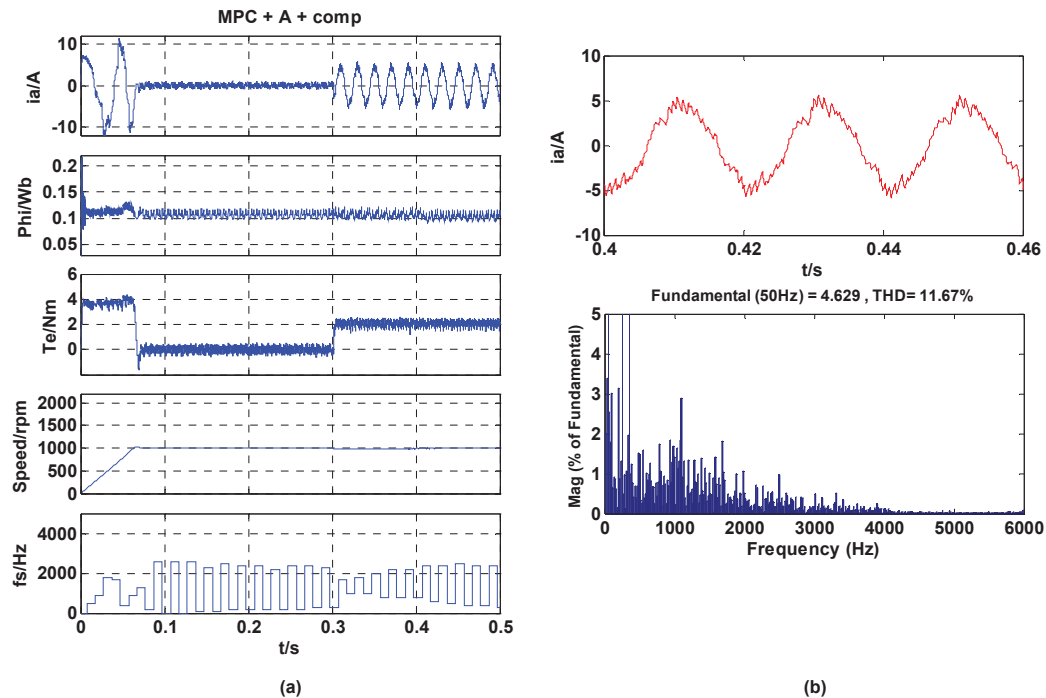 MPC + A + comp
10
0
-10
ia/A
0.2
0.15
0.1
0.05
Phi/Wb
6
4
2
0
Te/Nm
2000
1500
1000
500
0
Speed/rpm
4000
2000
0
fs/Hz
0 0.1 0.2 0.3 0.4 0.5
t/s
(a)
10
5
0
-5
-10
ia/A
0.4 0.42 0.44 0.46
t/s
Fundamental (50Hz) = 4.629 , THD= 11.67%
5
4
3
2
1
0
Mag (% of Fundamental)
0 1000 2000 3000 4000 5000 6000
Frequency (Hz)
(b)